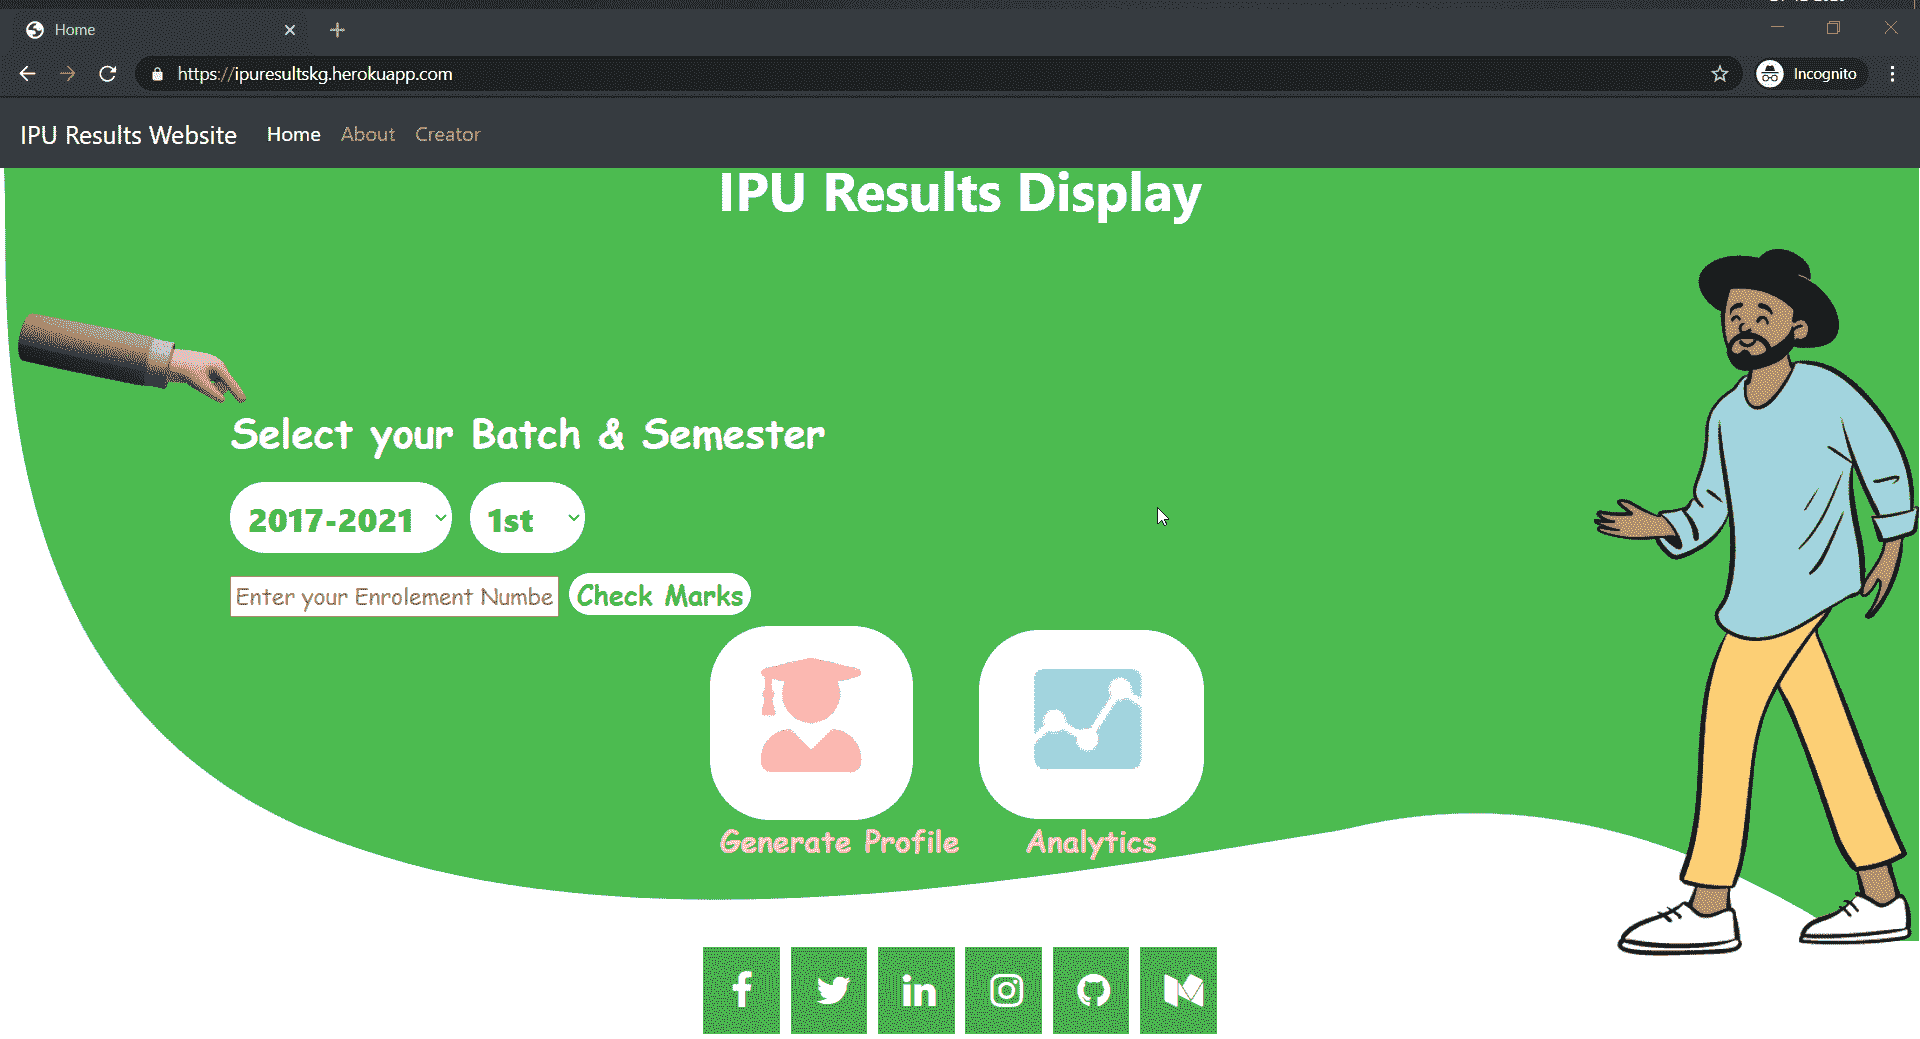 Home
https://ipuresultskg.herokuapp.com
Incognito
IPU Results Website Home About Creator
IPU Results Display
Select your Batch & Semester
2017-2021 1st
Enter your Enrolement Numbe Check Marks
Generate Profile Analytics